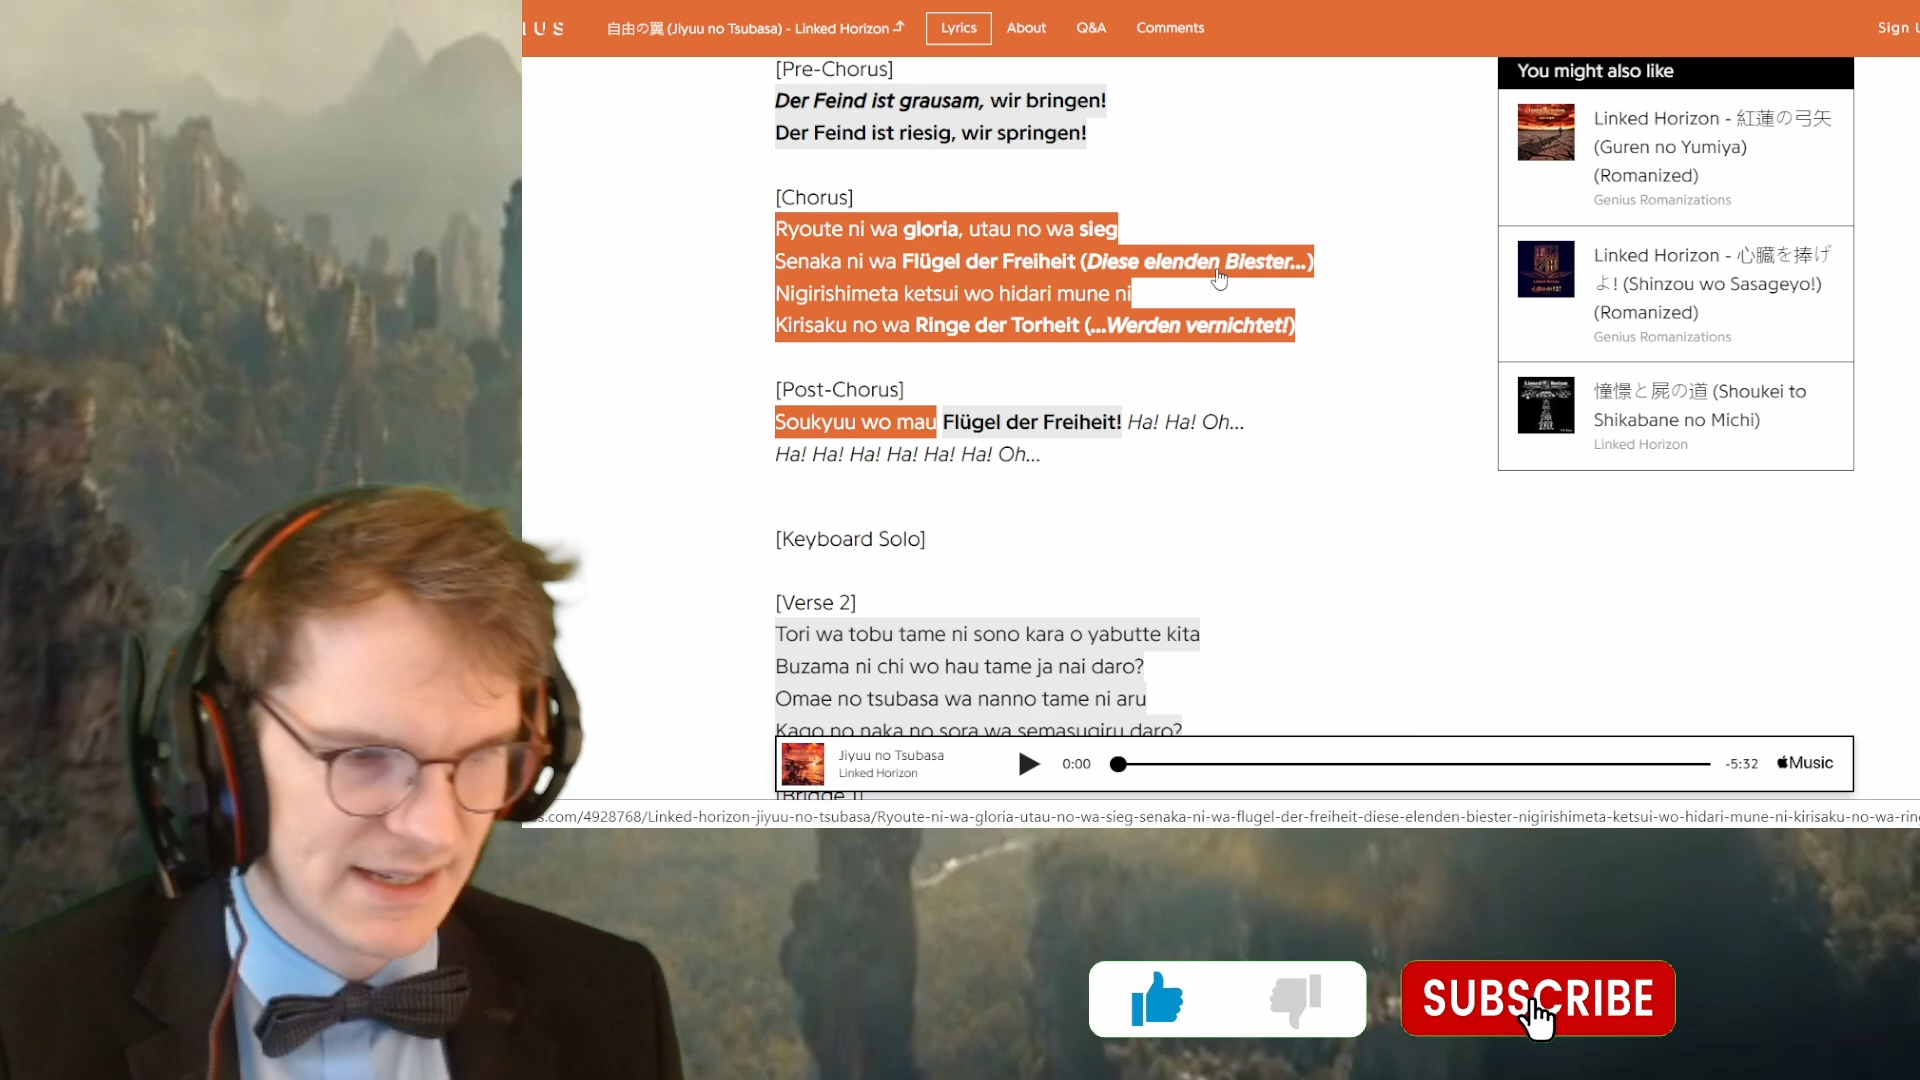 IUS
自由の翼 (Jiyuu no Tsubasa) - Linked Horizon
Lyrics
About
Q&A
Comments
Sign U
[Pre-Chorus]
Der Feind ist grausam, wir bringen!
Der Feind ist riesig, wir springen!
[Chorus]
Ryoute ni wa gloria, utau no wa sieg
Senaka ni wa Flügel der Freiheit (Diese elenden Biester...)
Nigirishimeta ketsui wo hidari mune ni
Kirisaku no wa Ringe der Torheit (...Werden vernichtet!)
[Post-Chorus]
Soukyuu wo mau Flügel der Freiheit! Ha! Ha! Oh...
Ha! Ha! Ha! Ha! Ha! Ha! Oh...
[Keyboard Solo]
[Verse 2]
Tori wa tobu tame ni sono kara o yabutte kita
Buzama ni chi wo hau tame ja nai daro?
Omae no tsubasa wa nanno tame ni aru
Kago no naka no sora wa semasugiru daro?
[Bridge 1]
You might also like
Linked Horizon - 紅蓮の弓矢
(Guren no Yumiya)
(Romanized)
Genius Romanizations
Linked Horizon - 心臓を捧げ
よ! (Shinzou wo Sasageyo!)
(Romanized)
Genius Romanizations
憧憬と屍の道 (Shoukei to
Shikabane no Michi)
Linked Horizon
Jiyuu no Tsubasa
Linked Horizon
0:00
-5:32
Music
s.com/4928768/Linked-horizon-jiyuu-no-tsubasa/Ryoute-ni-wa-gloria-utau-no-wa-sieg-senaka-ni-wa-flugel-der-freiheit-diese-elenden-biester-nigirishimeta-ketsui-wo-hidari-mune-ni-kirisaku-no-wa-rin
SUBSCRIBE